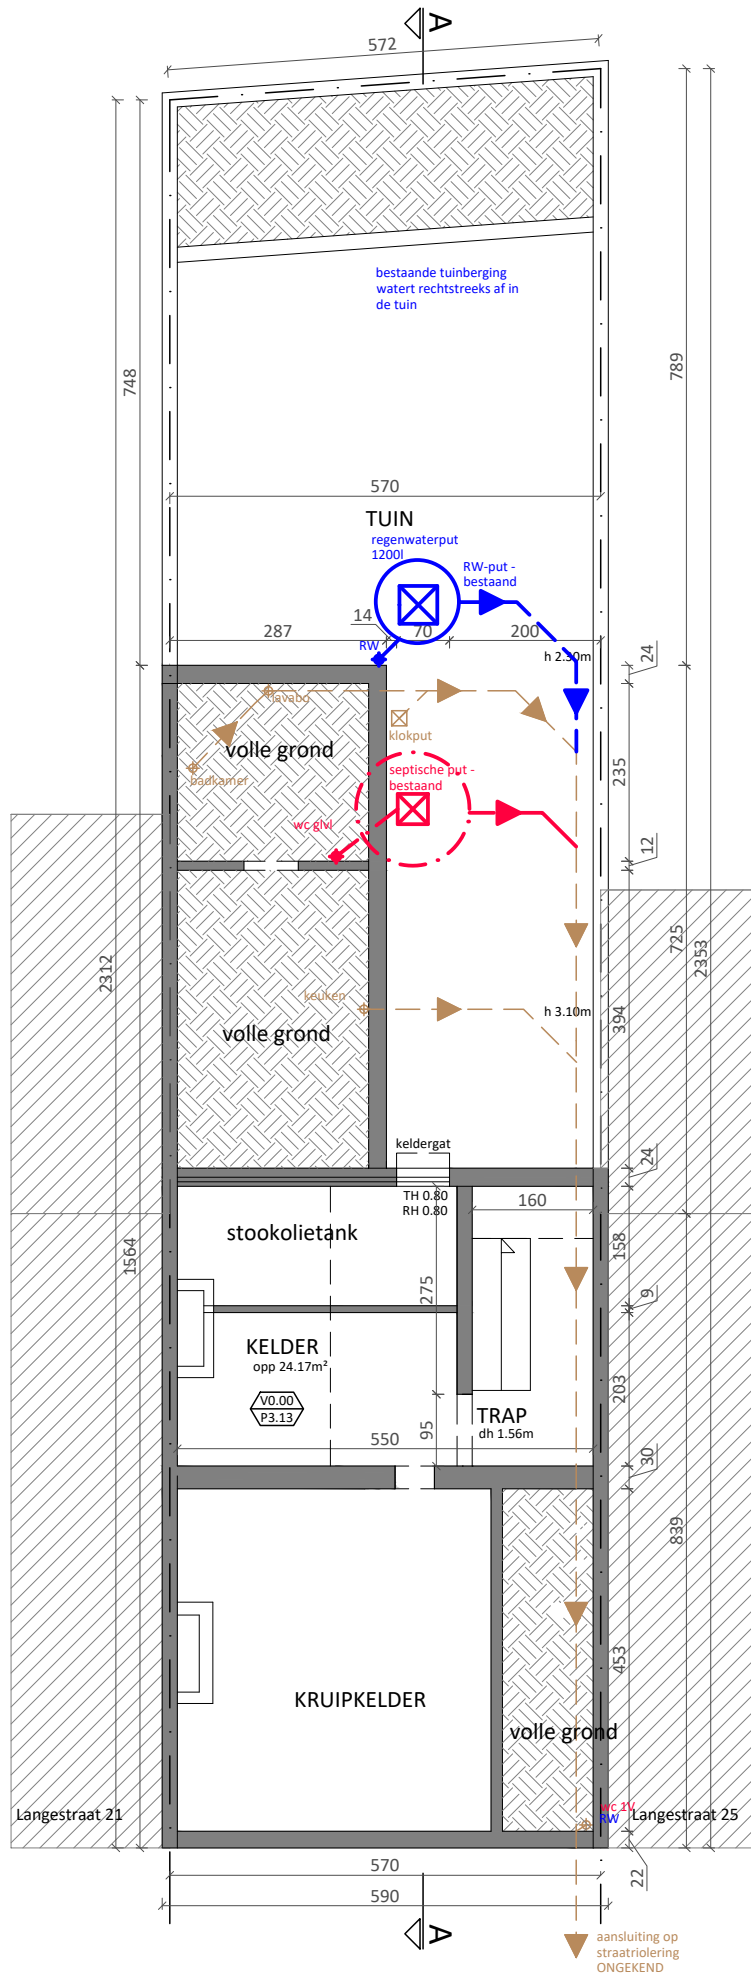 A
572
bestaande tuinberging
watert rechtstreeks af in
de tuin
748
789
570
TUIN
regenwaterput
1200l
RW-put -
bestaand
14
287
70
200
RW
h 2.30m
24
lavabo
klokput
volle grond
badkamer
septische put -
bestaand
235
wc glvl
12
2312
725
2353
keuken
h 3.10m
394
volle grond
keldergat
24
TH 0.80
RH 0.80
160
stookolietank
158
1564
275
9
KELDER
opp 24.17m²
V0.00
P3.13
203
TRAP
dh 1.56m
95
550
30
839
453
KRUIPKELDER
volle grond
wc 1V
RW
Langestraat 21
Langestraat 25
570
22
590
A
aansluiting op
straatriolering
ONGEKEND